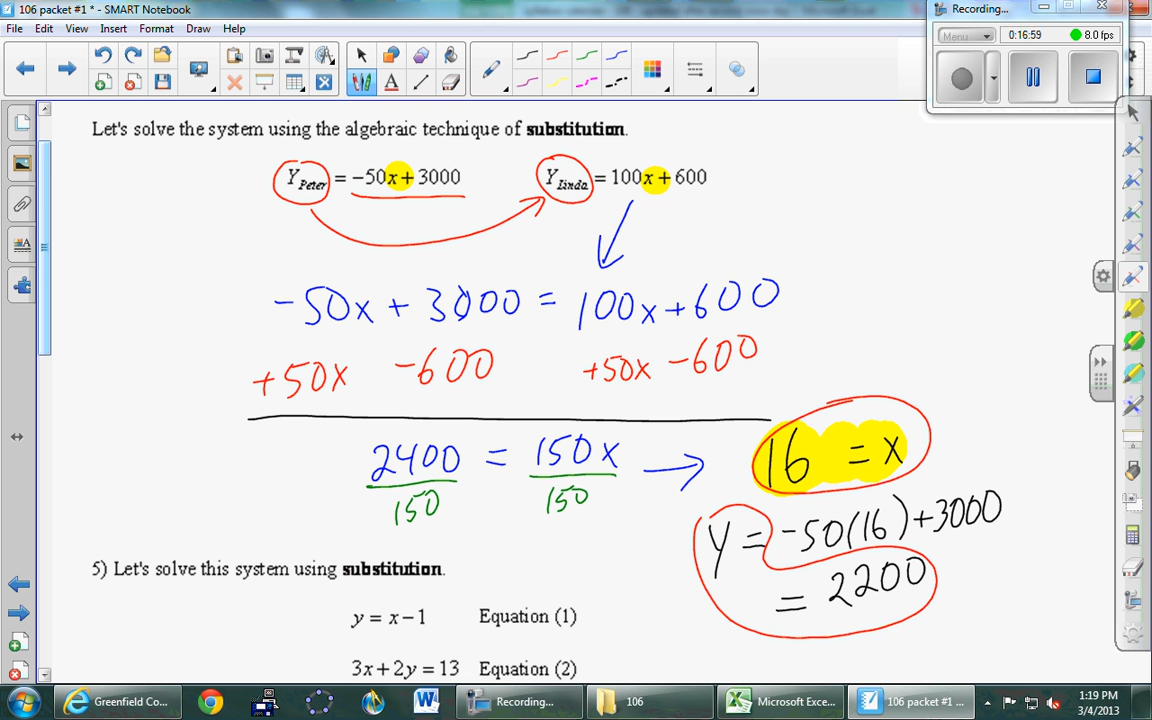 106 packet #1 * - SMART Notebook
Recording...
File Edit View Insert Format Draw Help
Menu
0:16:59
8.0 fps
Let's solve the system using the algebraic technique of substitution.
Y Peter = −50x + 3000
Y Linda = 100x + 600
-50x + 3000 = 100x + 600
+50x -600 +50x -600
2400 = 150x → 16 = x
150 150
y = -50(16)+3000
= 2200
5) Let's solve this system using substitution.
y = x − 1 Equation (1)
3x + 2y = 13 Equation (2)
Greenfield Co...
Recording...
106
Microsoft Exce...
106 packet #1 ...
1:19 PM
3/4/2013